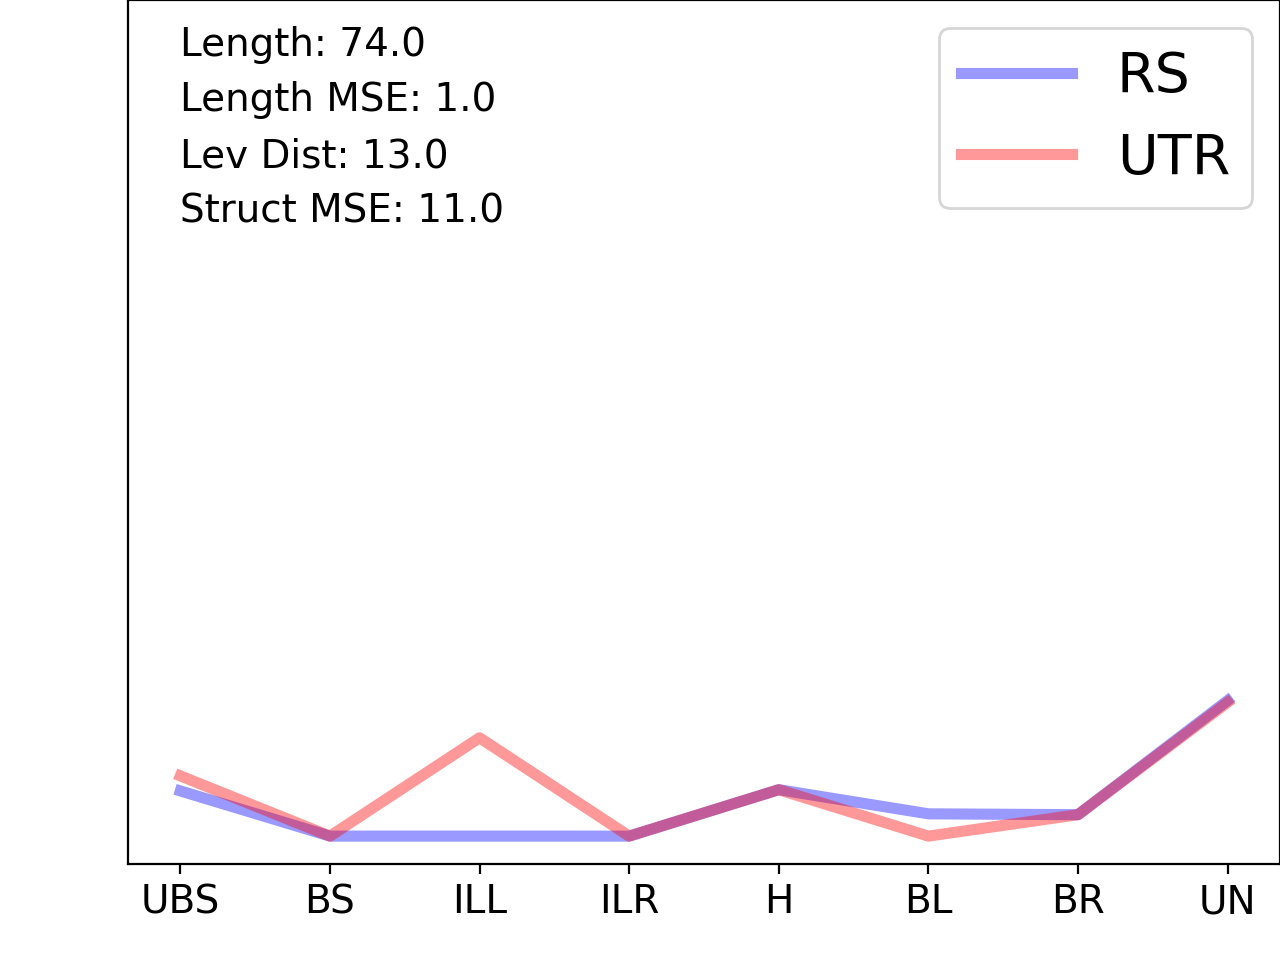 Length: 74.0
Length MSE: 1.0
Lev Dist: 13.0
Struct MSE: 11.0
RS
UTR
UBS BS ILL ILR H BL BR UN